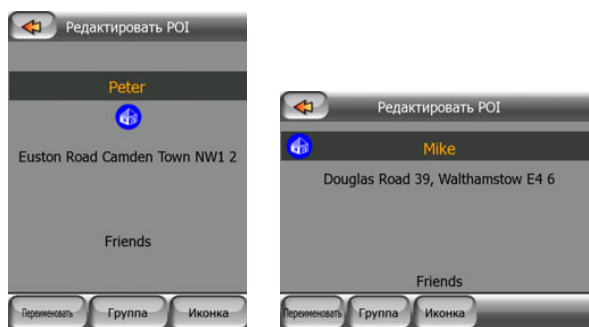 Редактировать POI
Peter
Euston Road Camden Town NW1 2
Friends
Переименовать Группа Иконка
Редактировать POI
Mike
Douglas Road 39, Walthamstow E4 6
Friends
Переименовать Группа Иконка